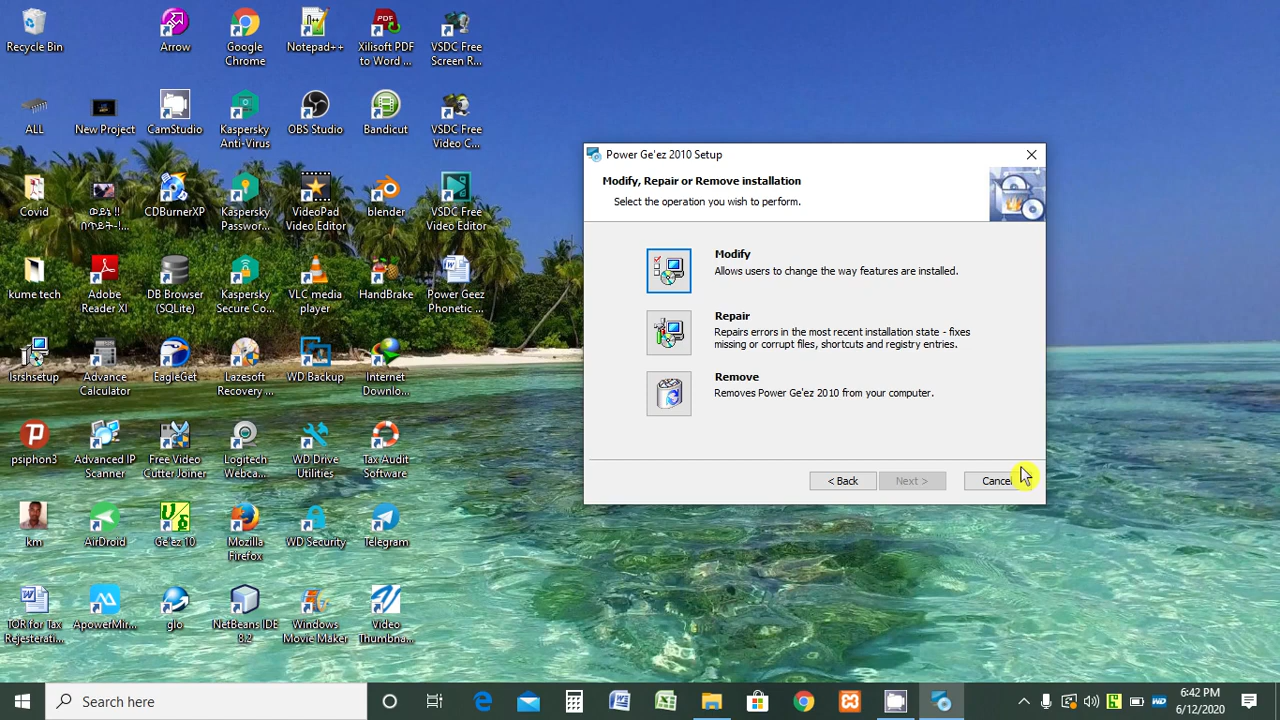 Recycle Bin
Arrow
Google
Chrome
Notepad++
Xilisoft PDF
to Word ...
VSDC Free
Screen R...
ALL
New Project
CamStudio
Kaspersky
Anti-Virus
OBS Studio
Bandicut
VSDC Free
Video C...
Covid
ወይኔ !!
በጥይት-!...
CDBurnerXP
Kaspersky
Passwor...
VideoPad
Video Editor
blender
VSDC Free
Video Editor
kume tech
Adobe
Reader XI
DB Browser
(SQLite)
Kaspersky
Secure Co...
VLC media
player
HandBrake
Power Geez
Phonetic ...
lsrshsetup
Advance
Calculator
EagleGet
Lazesoft
Recovery ...
WD Backup
Internet
Downlo...
psiphon3
Advanced IP
Scanner
Free Video
Cutter Joiner
Logitech
Webca...
WD Drive
Utilities
Tax Audit
Software
km
AirDroid
Ge'ez 10
Mozilla
Firefox
WD Security
Telegram
TOR for Tax
Rejesterati...
ApowerMir...
glo
NetBeans IDE
8.2
Windows
Movie Maker
Video
Thumbna...
Power Ge'ez 2010 Setup
Modify, Repair or Remove installation
Select the operation you wish to perform.
Modify
Allows users to change the way features are installed.
Repair
Repairs errors in the most recent installation state - fixes
missing or corrupt files, shortcuts and registry entries.
Remove
Removes Power Ge'ez 2010 from your computer.
< Back
Next >
Cancel
Search here
6:42 PM
6/12/2020